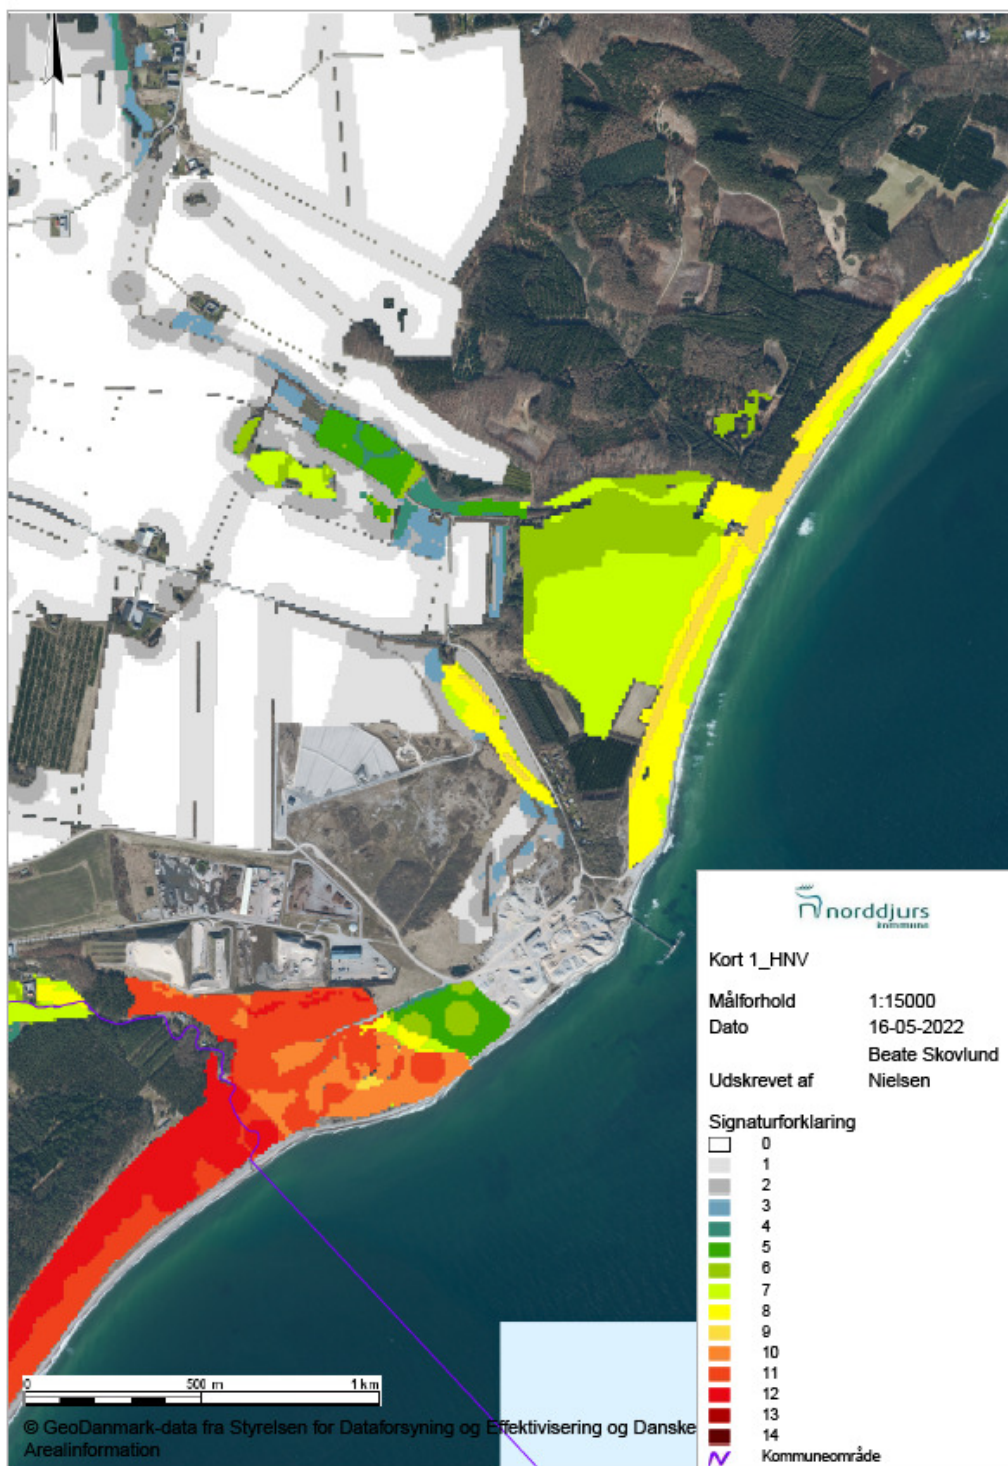 norddjurs
kommune
Kort 1_HNV
Målforhold 1:15000
Dato 16-05-2022
Beate Skovlund
Udskrevet af Nielsen
Signaturforklaring
0
1
2
3
4
5
6
7
8
9
10
11
12
13
14
Kommuneområde
0 500 m 1 km
© GeoDanmark-data fra Styrelsen for Dataforsyning og Effektivisering og Danske
Arealinformation